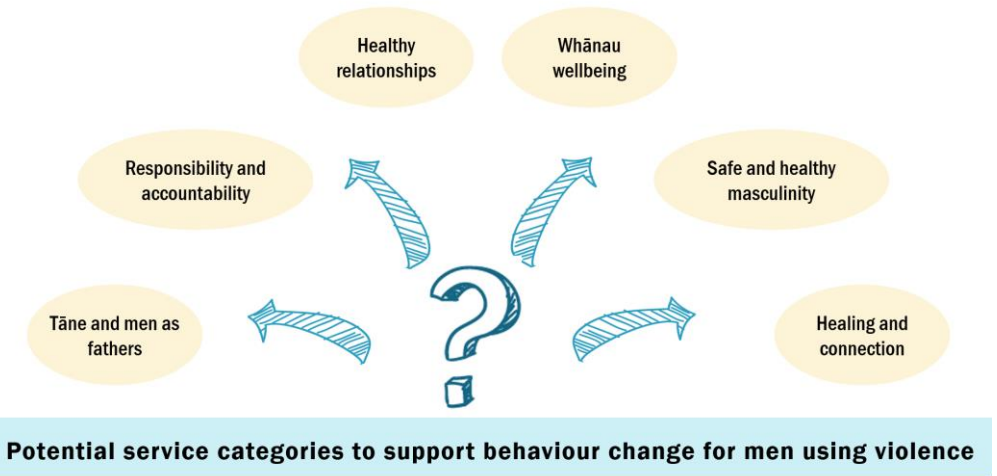 Healthy
relationships
Whānau
wellbeing
Responsibility and
accountability
Safe and healthy
masculinity
Tāne and men as
fathers
Healing and
connection
?
Potential service categories to support behaviour change for men using violence